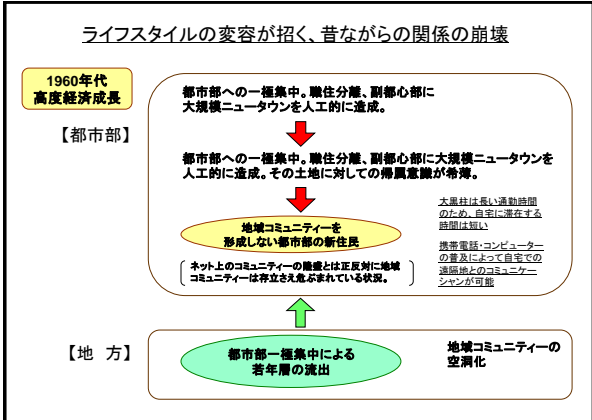 ライフスタイルの変容が招く、昔ながらの関係の崩壊
1960年代
高度経済成長
【都市部】
都市部への一極集中。職住分離、副都心部に
大規模ニュータウンを人工的に造成。
都市部への一極集中。職住分離、副都心部に大規模ニュータウンを
人工的に造成。その土地に対しての帰属意識が希薄。
地域コミュニティーを
形成しない都市部の新住民
大黒柱は長い通勤時間
のため、自宅に滞在する
時間は短い
携帯電話・コンピューター
の普及によって自宅での
遠隔地とのコミュニケー
シャンが可能
ネット上のコミュニティーの隆盛とは正反対に地域
コミュニティーは存立さえ危ぶまれている状況。
【地　方】
都市部一極集中による
若年層の流出
地域コミュニティーの
空洞化